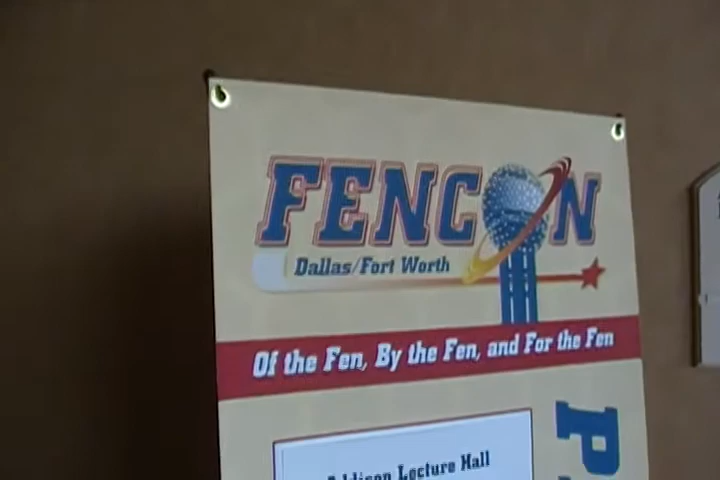 FENCON
Dallas/Fort Worth
Of the Fen, By the Fen, and For the Fen
Lecture Hall
P